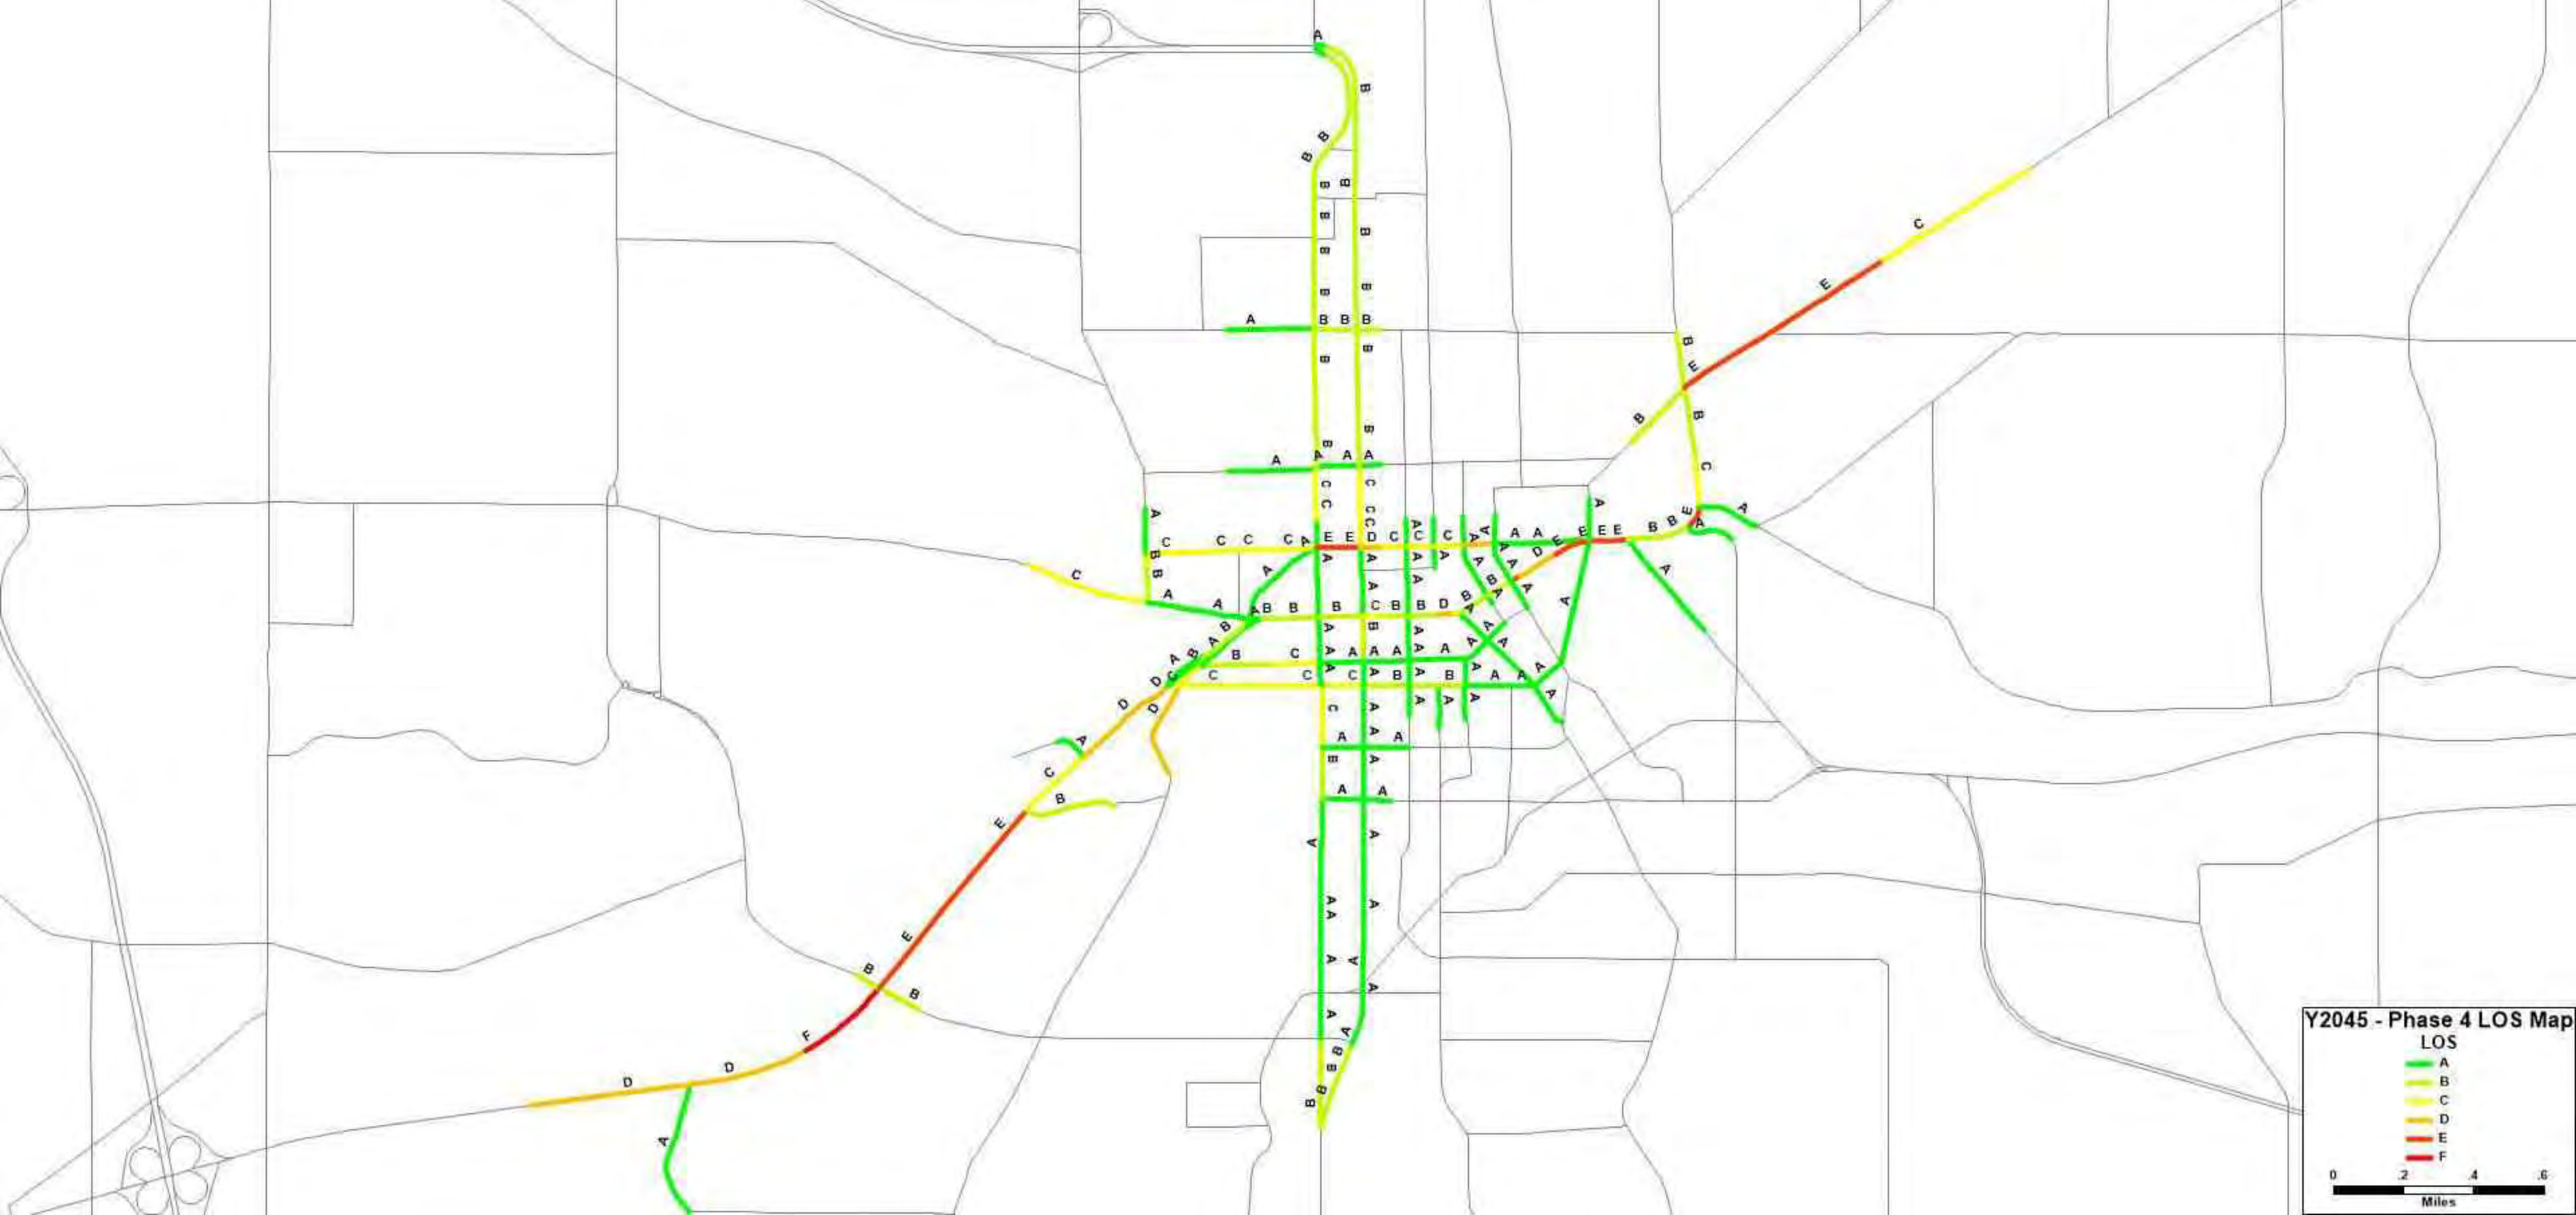 A
B
B
B
B B
B
C
B
B
E
B B
A B B B
B
B
B
E
B B
B
B
A A A A
C
C C
C A
C E A
A
C A B B A
C C C C A E E D C C C A A A A E E E
B A A A A A D E
B C A A A A
A A A B A
A A B A A
A A B B B C B B D B A
B A B A A A
A B B C A A A A A A A
D C C C C A B A B A A A
D D C A A A A A
A A A A
C B A
B A A
E A A
A A
A A
E A A
B
B A
F A A
B
D D B
B
B
A
Y2045 - Phase 4 LOS Map
LOS
A
B
C
D
E
F
0 .2 .4 .6
Miles